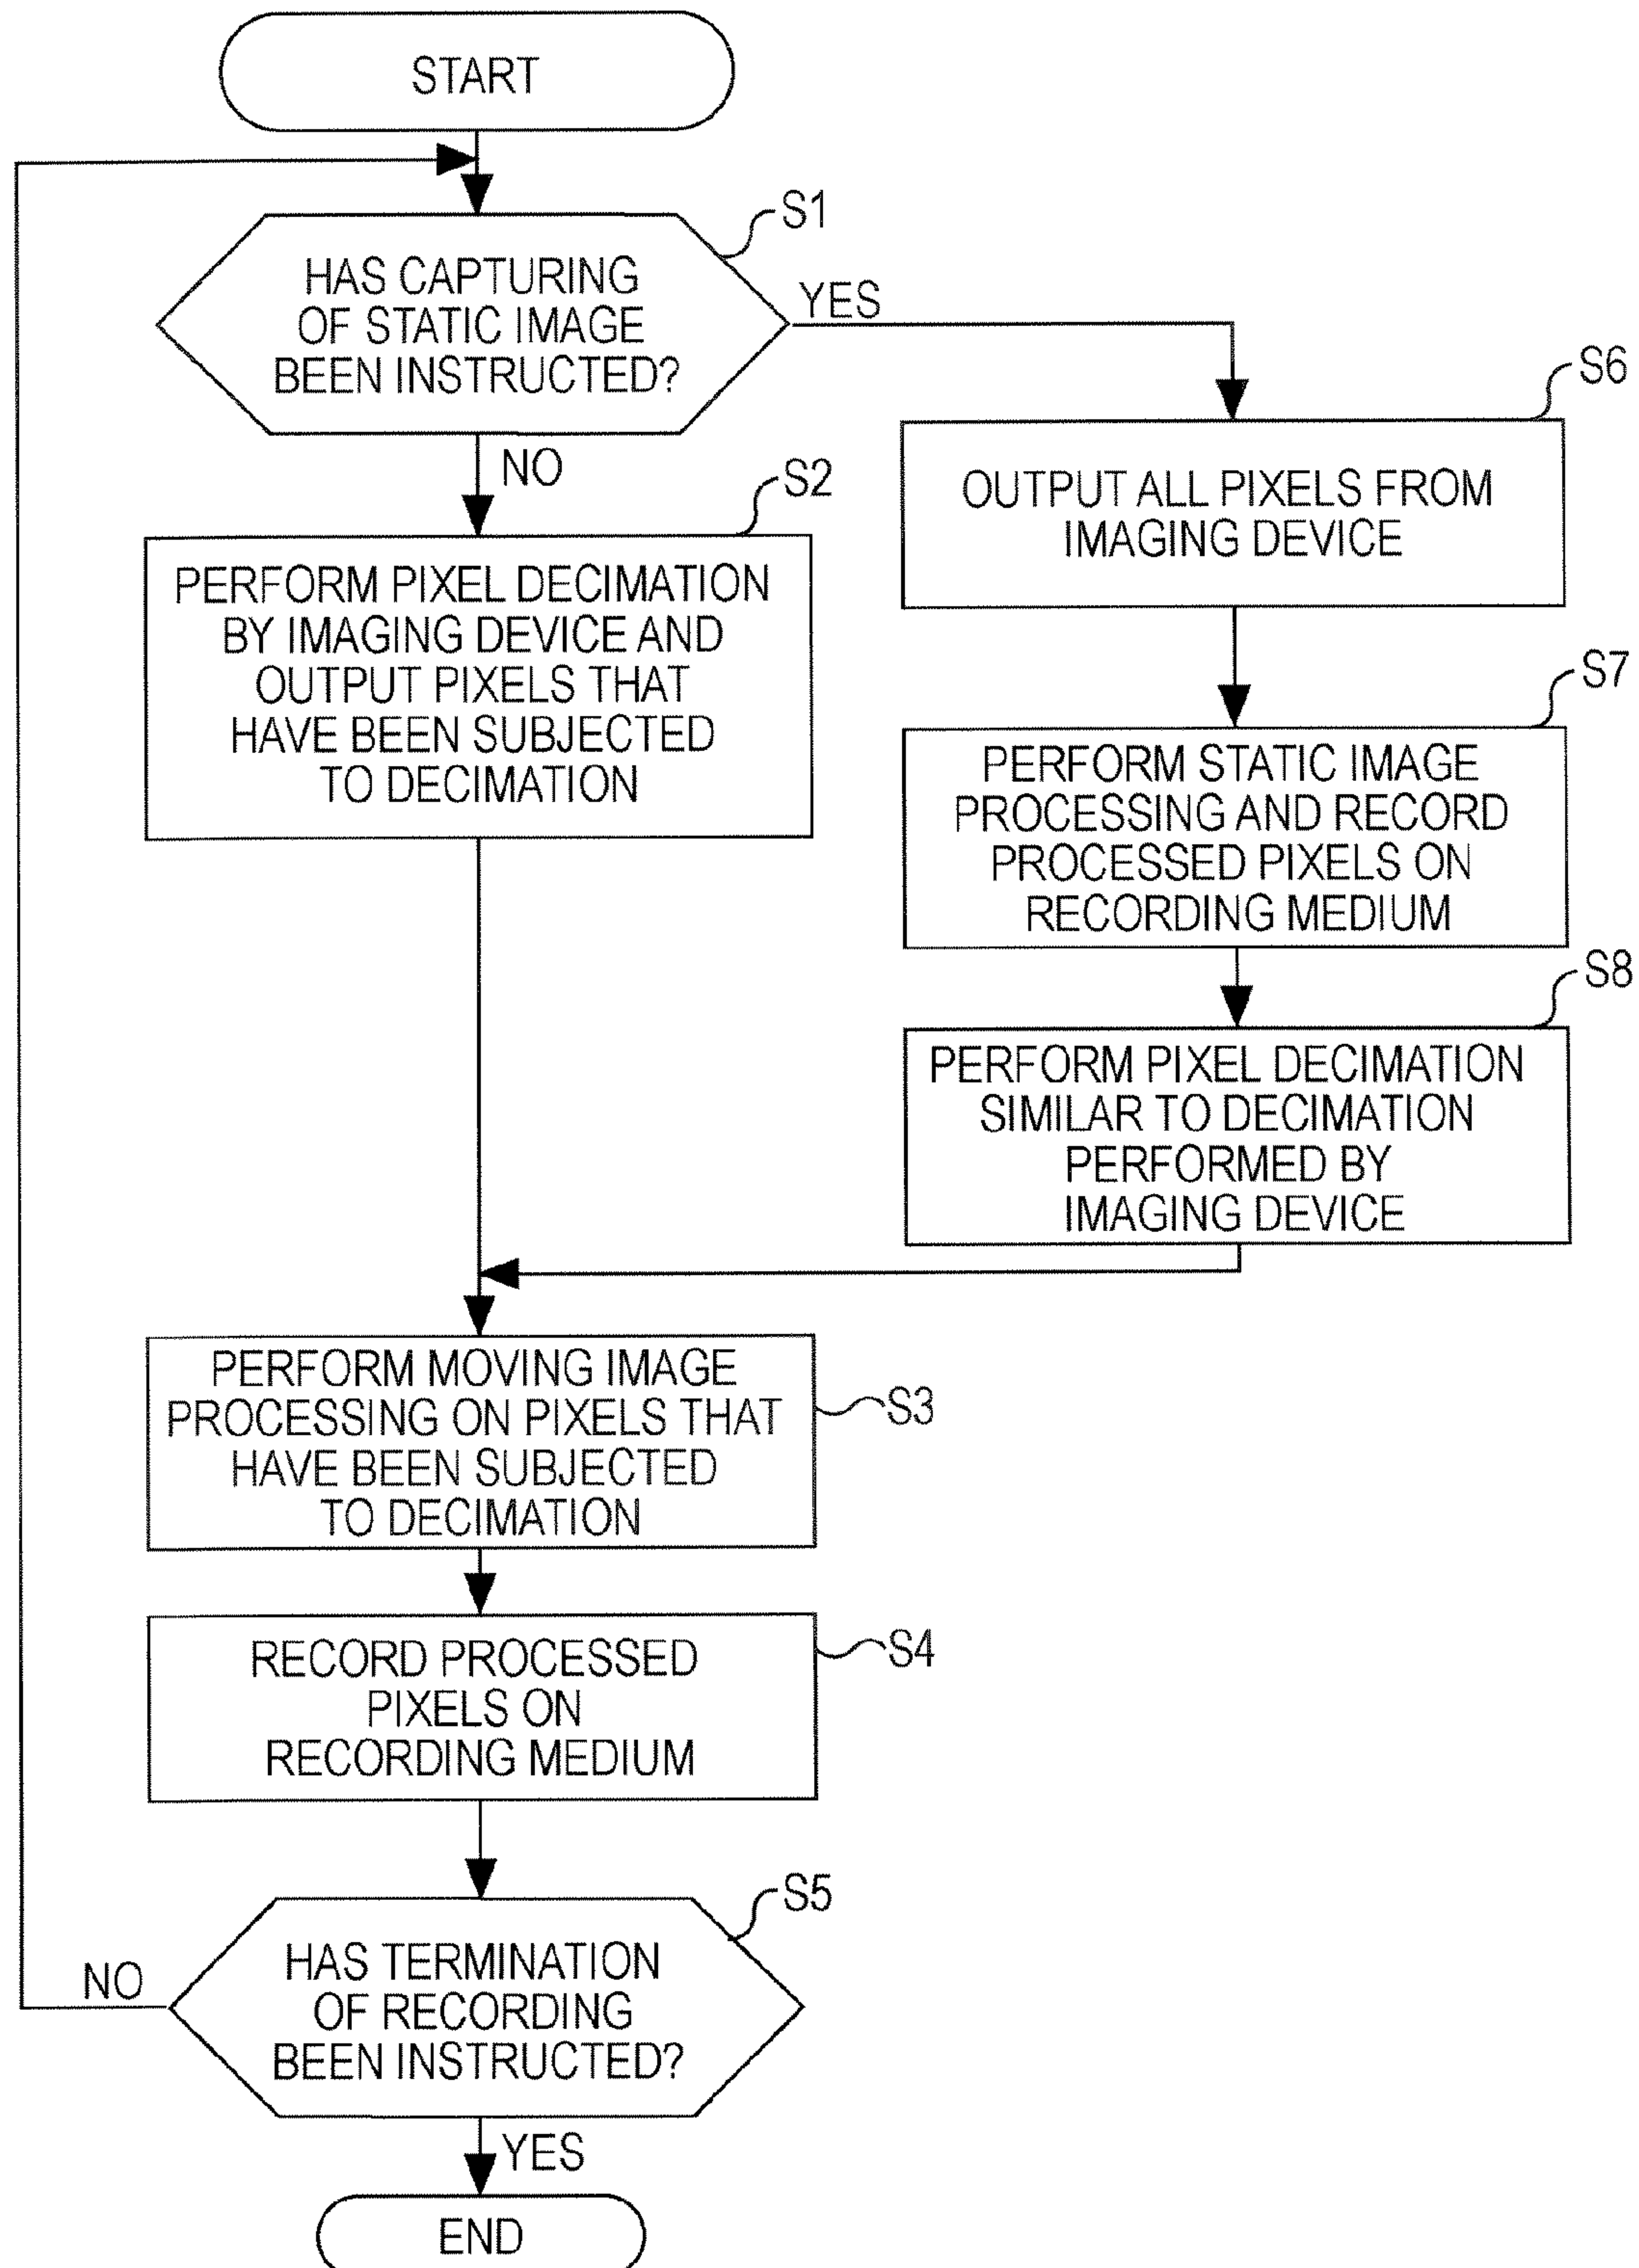 START
S1
HAS CAPTURING
OF STATIC IMAGE
BEEN INSTRUCTED?
YES
NO
S2
PERFORM PIXEL DECIMATION
BY IMAGING DEVICE AND
OUTPUT PIXELS THAT
HAVE BEEN SUBJECTED
TO DECIMATION
S6
OUTPUT ALL PIXELS FROM
IMAGING DEVICE
S7
PERFORM STATIC IMAGE
PROCESSING AND RECORD
PROCESSED PIXELS ON
RECORDING MEDIUM
S8
PERFORM PIXEL DECIMATION
SIMILAR TO DECIMATION
PERFORMED BY
IMAGING DEVICE
PERFORM MOVING IMAGE
PROCESSING ON PIXELS THAT
HAVE BEEN SUBJECTED
TO DECIMATION
S3
RECORD PROCESSED
PIXELS ON
RECORDING MEDIUM
S4
S5
HAS TERMINATION
OF RECORDING
BEEN INSTRUCTED?
NO
YES
END